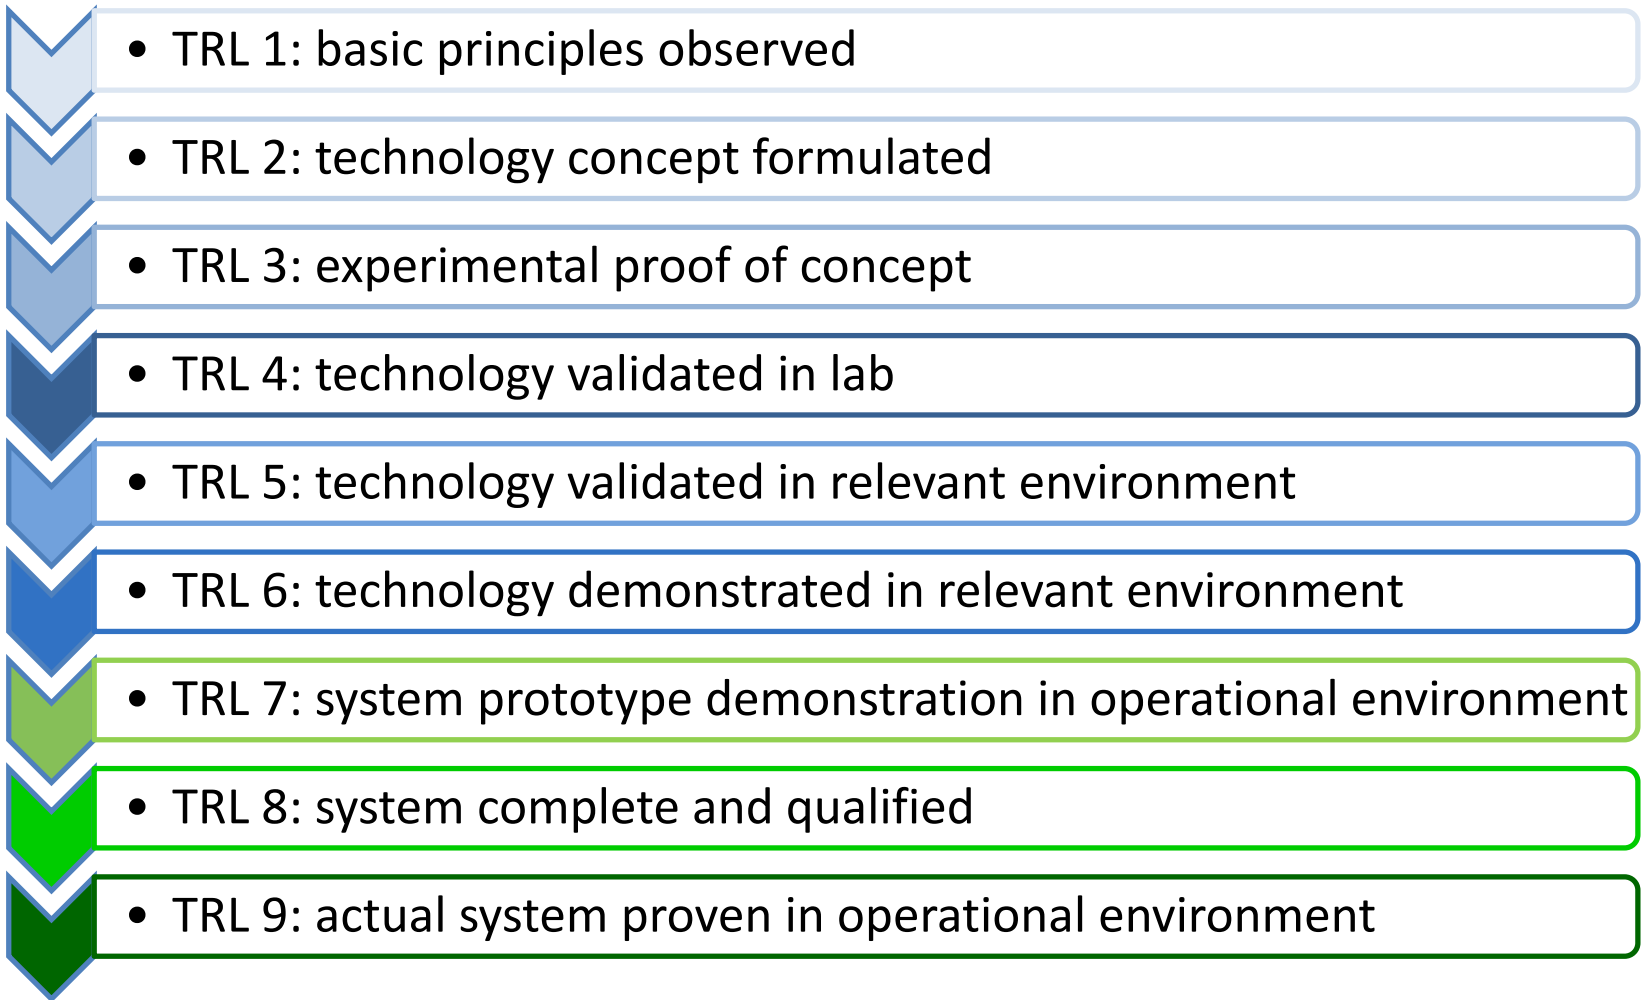 • TRL 1: basic principles observed
• TRL 2: technology concept formulated
• TRL 3: experimental proof of concept
• TRL 4: technology validated in lab
• TRL 5: technology validated in relevant environment
• TRL 6: technology demonstrated in relevant environment
• TRL 7: system prototype demonstration in operational environment
• TRL 8: system complete and qualified
• TRL 9: actual system proven in operational environment